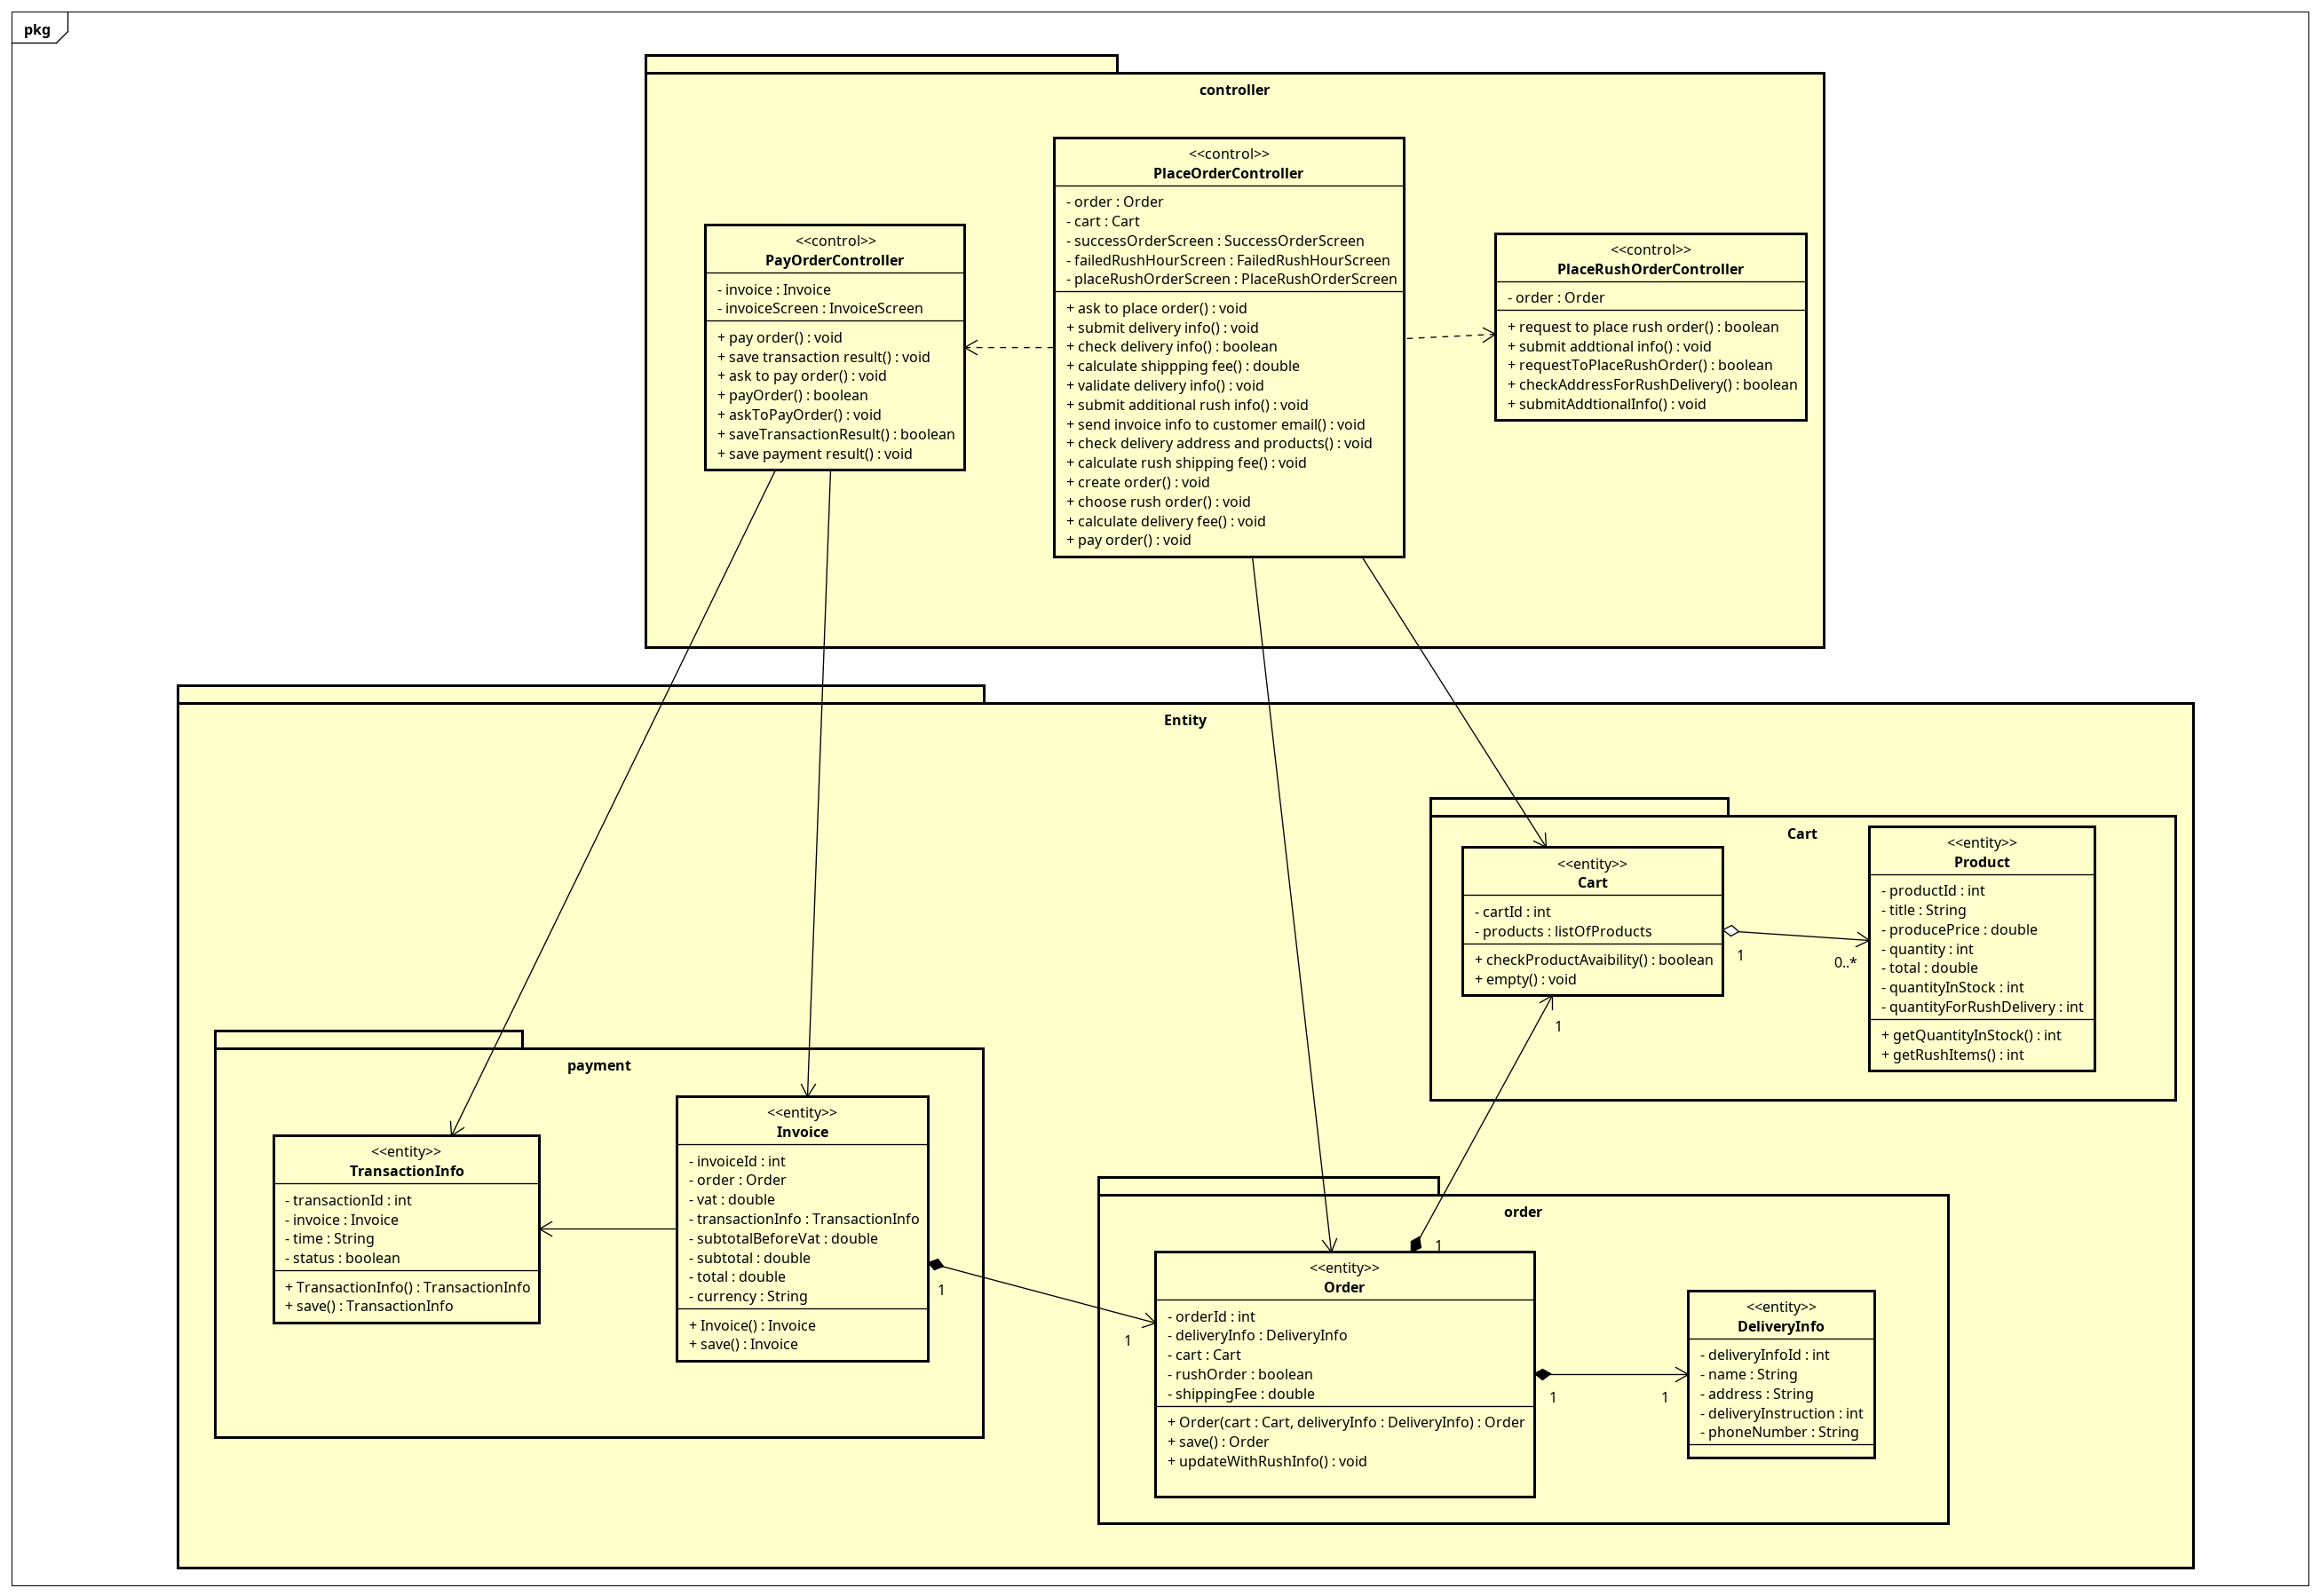 pkg
controller
<<control>>
PayOrderController
- invoice : Invoice
- invoiceScreen : InvoiceScreen
+ pay order() : void
+ save transaction result() : void
+ ask to pay order() : void
+ payOrder() : boolean
+ askToPayOrder() : void
+ saveTransactionResult() : boolean
+ save payment result() : void
<<control>>
PlaceOrderController
- order : Order
- cart : Cart
- successOrderScreen : SuccessOrderScreen
- failedRushHourScreen : FailedRushHourScreen
- placeRushOrderScreen : PlaceRushOrderScreen
+ ask to place order() : void
+ submit delivery info() : void
+ check delivery info() : boolean
+ calculate shippping fee() : double
+ validate delivery info() : void
+ submit additional rush info() : void
+ send invoice info to customer email() : void
+ check delivery address and products() : void
+ calculate rush shipping fee() : void
+ create order() : void
+ choose rush order() : void
+ calculate delivery fee() : void
+ pay order() : void
<<control>>
PlaceRushOrderController
- order : Order
+ request to place rush order() : boolean
+ submit addtional info() : void
+ requestToPlaceRushOrder() : boolean
+ checkAddressForRushDelivery() : boolean
+ submitAddtionalInfo() : void
Entity
Cart
<<entity>>
Cart
- cartId : int
- products : listOfProducts
+ checkProductAvaibility() : boolean
+ empty() : void
1
0..*
1
<<entity>>
Product
- productId : int
- title : String
- producePrice : double
- quantity : int
- total : double
- quantityInStock : int
- quantityForRushDelivery : int
+ getQuantityInStock() : int
+ getRushItems() : int
payment
<<entity>>
TransactionInfo
- transactionId : int
- invoice : Invoice
- time : String
- status : boolean
+ TransactionInfo() : TransactionInfo
+ save() : TransactionInfo
<<entity>>
Invoice
- invoiceId : int
- order : Order
- vat : double
- transactionInfo : TransactionInfo
- subtotalBeforeVat : double
- subtotal : double
- total : double
- currency : String
+ Invoice() : Invoice
+ save() : Invoice
1
1
order
1
<<entity>>
Order
- orderId : int
- deliveryInfo : DeliveryInfo
- cart : Cart
- rushOrder : boolean
- shippingFee : double
+ Order(cart : Cart, deliveryInfo : DeliveryInfo) : Order
+ save() : Order
+ updateWithRushInfo() : void
1
1
<<entity>>
DeliveryInfo
- deliveryInfoId : int
- name : String
- address : String
- deliveryInstruction : int
- phoneNumber : String